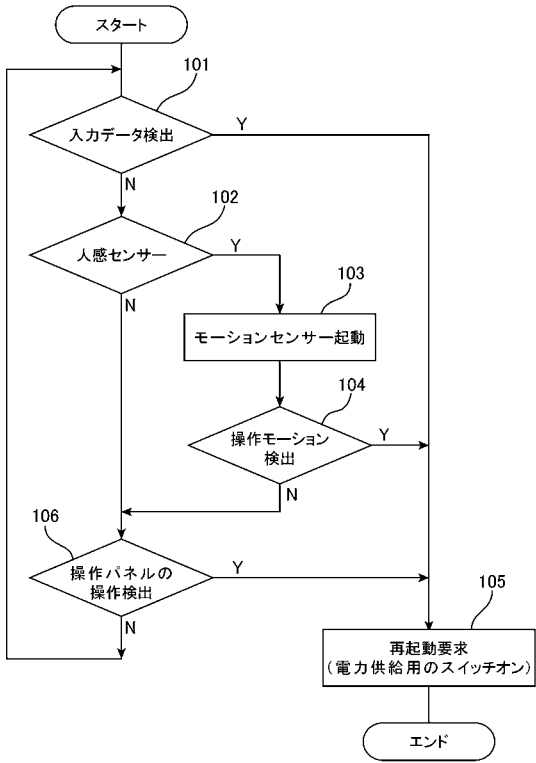 スタート
101
入力データ検出
Y
N
102
人感センサー
Y
N
103
モーションセンサー起動
104
操作モーション
検出
Y
N
106
操作パネルの
操作検出
Y
N
105
再起動要求
(電力供給用のスイッチオン)
エンド